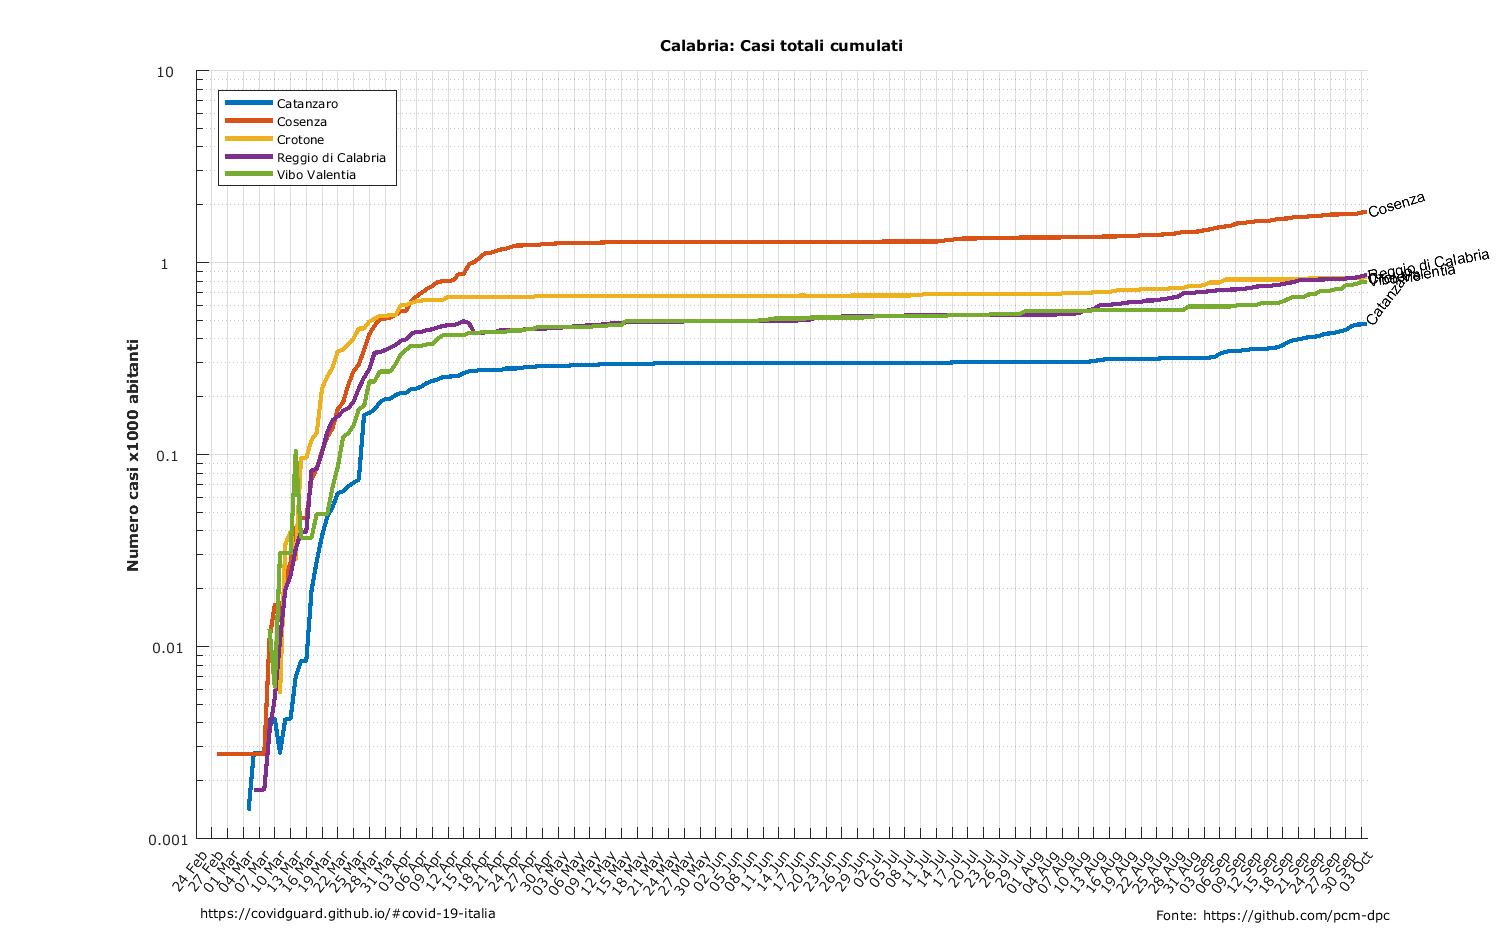 Calabria: Casi totali cumulati
10
1
0.1
0.01
0.001
Numero casi x1000 abitanti
Catanzaro
Cosenza
Crotone
Reggio di Calabria
Vibo Valentia
Cosenza
Reggio di Calabria
Crotone
Vibo Valentia
Catanzaro
24 Feb
27 Feb
01 Mar
04 Mar
07 Mar
10 Mar
13 Mar
16 Mar
19 Mar
22 Mar
25 Mar
28 Mar
31 Mar
03 Apr
06 Apr
09 Apr
12 Apr
15 Apr
18 Apr
21 Apr
24 Apr
27 Apr
30 Apr
03 May
06 May
09 May
12 May
15 May
18 May
21 May
24 May
27 May
30 May
02 Jun
05 Jun
08 Jun
11 Jun
14 Jun
17 Jun
20 Jun
23 Jun
26 Jun
29 Jun
02 Jul
05 Jul
08 Jul
11 Jul
14 Jul
17 Jul
20 Jul
23 Jul
26 Jul
29 Jul
01 Aug
04 Aug
07 Aug
10 Aug
13 Aug
16 Aug
19 Aug
22 Aug
25 Aug
28 Aug
31 Aug
03 Sep
06 Sep
09 Sep
12 Sep
15 Sep
18 Sep
21 Sep
24 Sep
27 Sep
30 Sep
03 Oct
https://covidguard.github.io/#covid-19-italia
Fonte: https://github.com/pcm-dpc